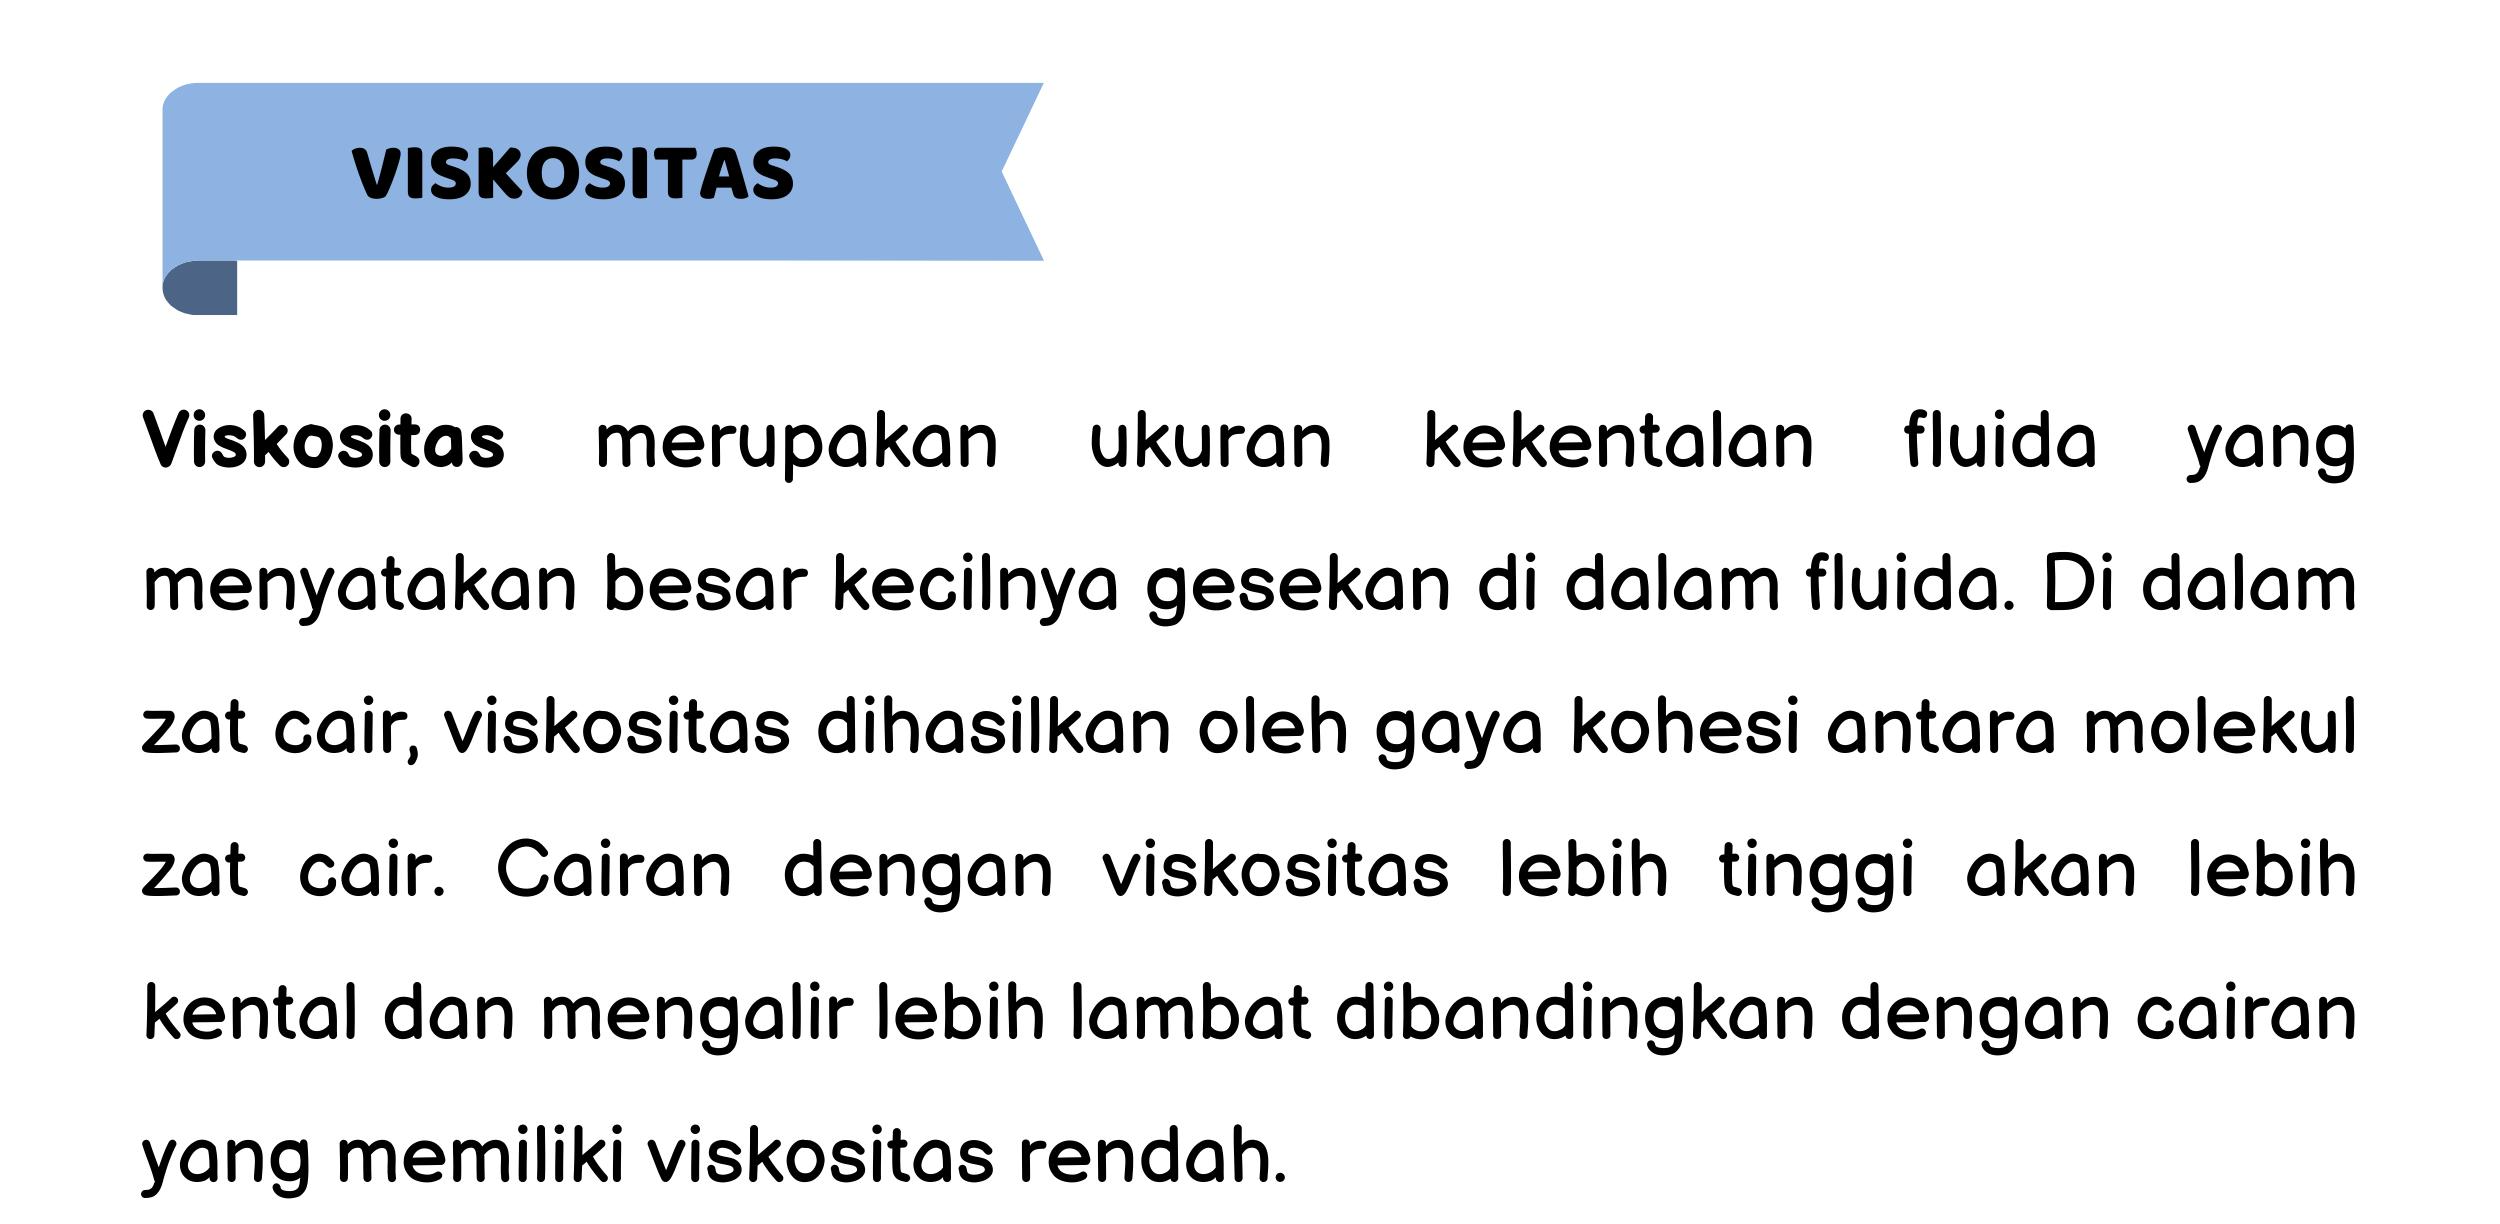 VISKOSITAS
Viskositas merupakan ukuran kekentalan fluida yang
menyatakan besar kecilnya gesekan di dalam fluida. Di dalam
zat cair, viskositas dihasilkan oleh gaya kohesi antara molekul
zat cair. Cairan dengan viskositas lebih tinggi akan lebih
kental dan mengalir lebih lambat dibandingkan dengan cairan
yang memiliki viskositas rendah.